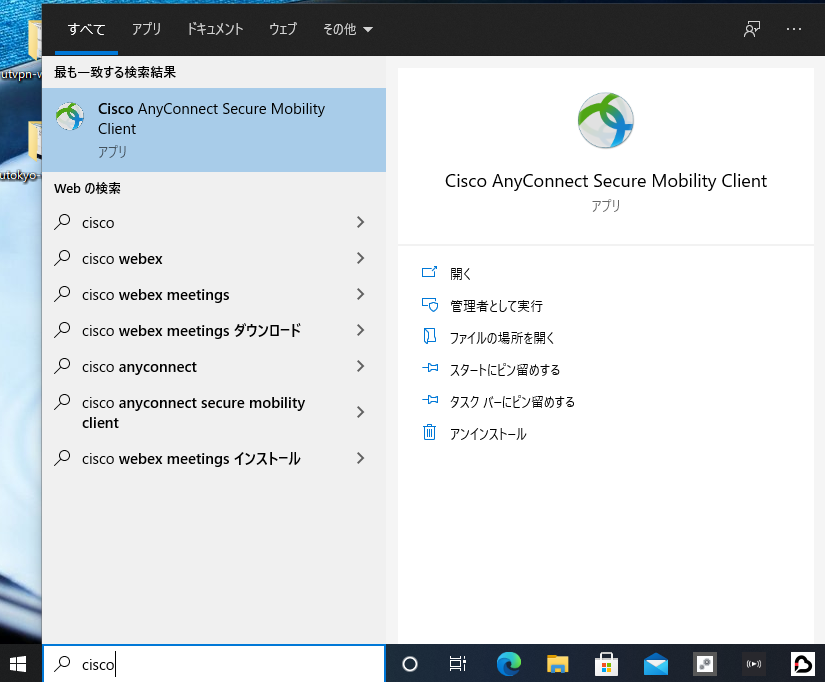 すべて
アプリ
ドキュメント
ウェブ
その他
utvpn-w
utokyo-
最も一致する検索結果
Cisco AnyConnect Secure Mobility
Client
アプリ
Web の検索
cisco
cisco webex
cisco webex meetings
cisco webex meetings ダウンロード
cisco anyconnect
cisco anyconnect secure mobility
client
cisco webex meetings インストール
Cisco AnyConnect Secure Mobility Client
アプリ
開く
管理者として実行
ファイルの場所を開く
スタートにピン留めする
タスク バーにピン留めする
アンインストール
cisco